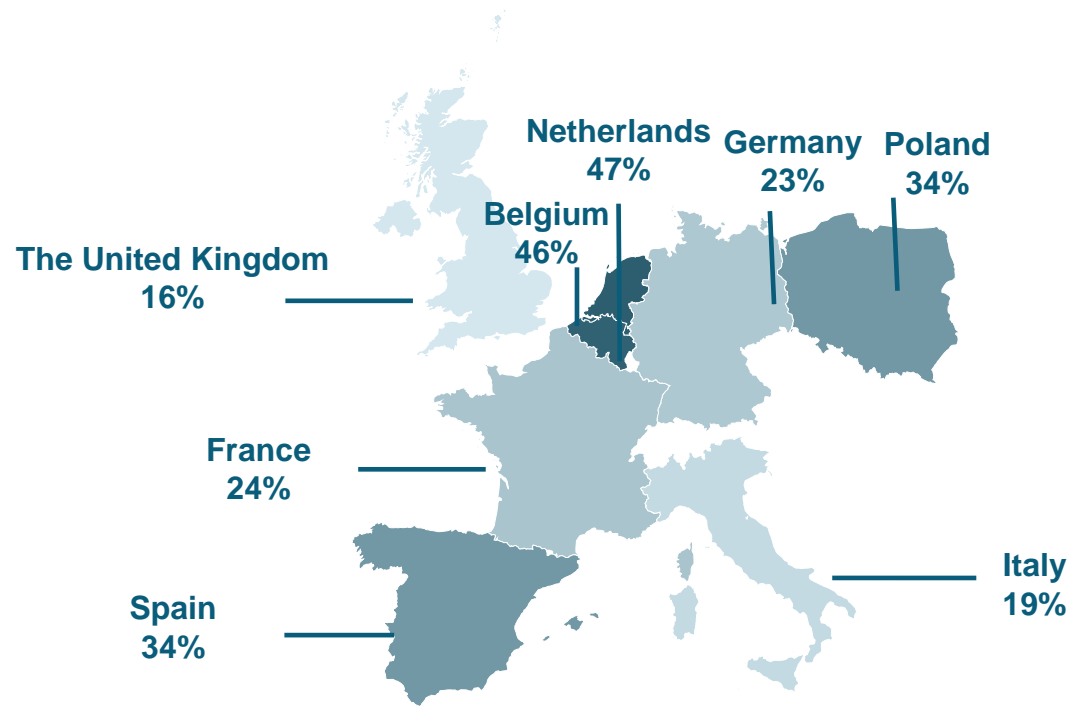 Netherlands
47%
Germany
23%
Poland
34%
Belgium
46%
The United Kingdom
16%
France
24%
Italy
19%
Spain
34%